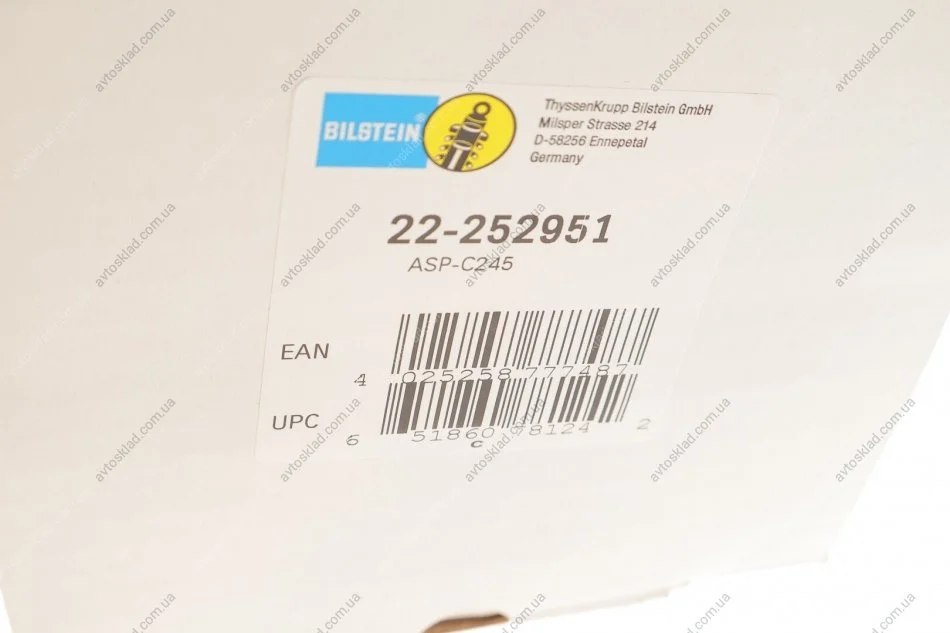 BILSTEIN
ThyssenKrupp Bilstein GmbH
Milsper Strasse 214
D-58256 Ennepetal
Germany
22-252951
ASP-C245
EAN
4 025258 777487
UPC
6 51860 78124 2
C
avtosklad.com.ua